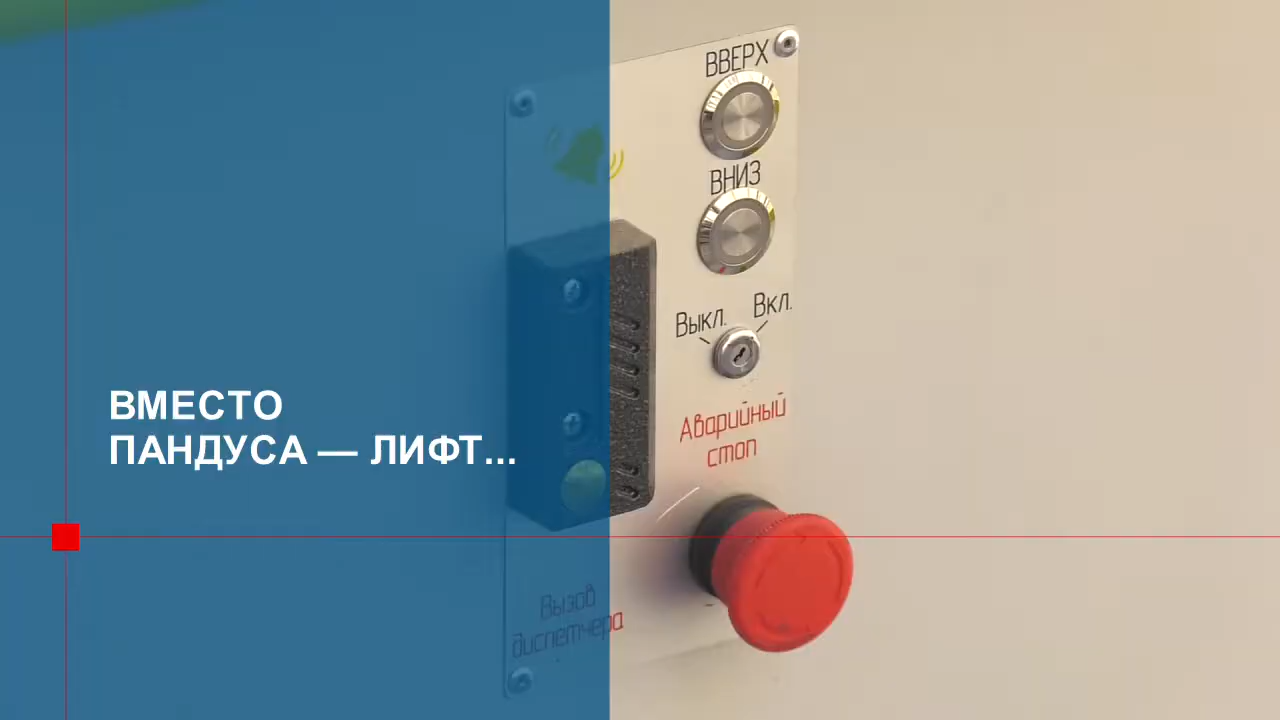 ВВЕРХ
ВНИЗ
Выкл. Вкл.
Аварийный
стоп
ВМЕСТО
ПАНДУСА — ЛИФТ...
Вызов
диспетчера